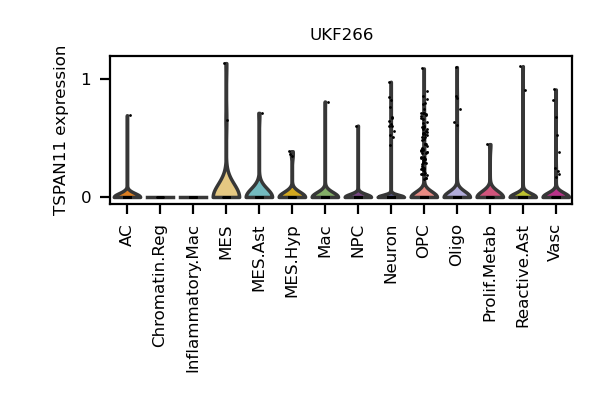 UKF266
TSPAN11 expression
1
0
AC
Chromatin.Reg
Inflammatory.Mac
MES
MES.Ast
MES.Hyp
Mac
NPC
Neuron
OPC
Oligo
Prolif.Metab
Reactive.Ast
Vasc